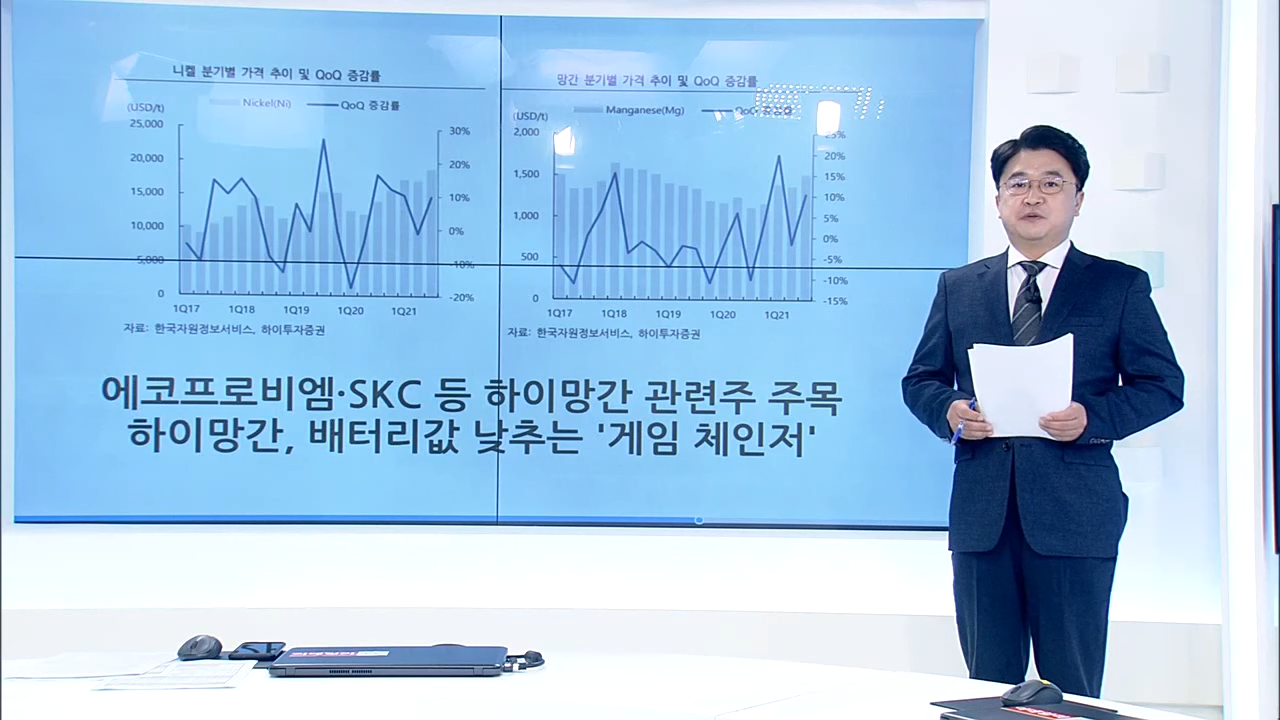 니켈 분기별 가격 추이 및 QoQ 증감률
(USD/t)
Nickel(Ni)
QoQ 증감률
25,000
20,000
15,000
10,000
5,000
0
30%
20%
10%
0%
-10%
-20%
1Q17 1Q18 1Q19 1Q20 1Q21
자료: 한국자원정보서비스, 하이투자증권
망간 분기별 가격 추이 및 QoQ 증감률
(USD/t)
Manganese(Mg)
QoQ 증감률
2,000
1,500
1,000
500
0
25%
20%
15%
10%
5%
0%
-5%
-10%
-15%
1Q17 1Q18 1Q19 1Q20 1Q21
자료: 한국자원정보서비스, 하이투자증권
에코프로비엠·SKC 등 하이망간 관련주 주목
하이망간, 배터리값 낮추는 '게임 체인저'